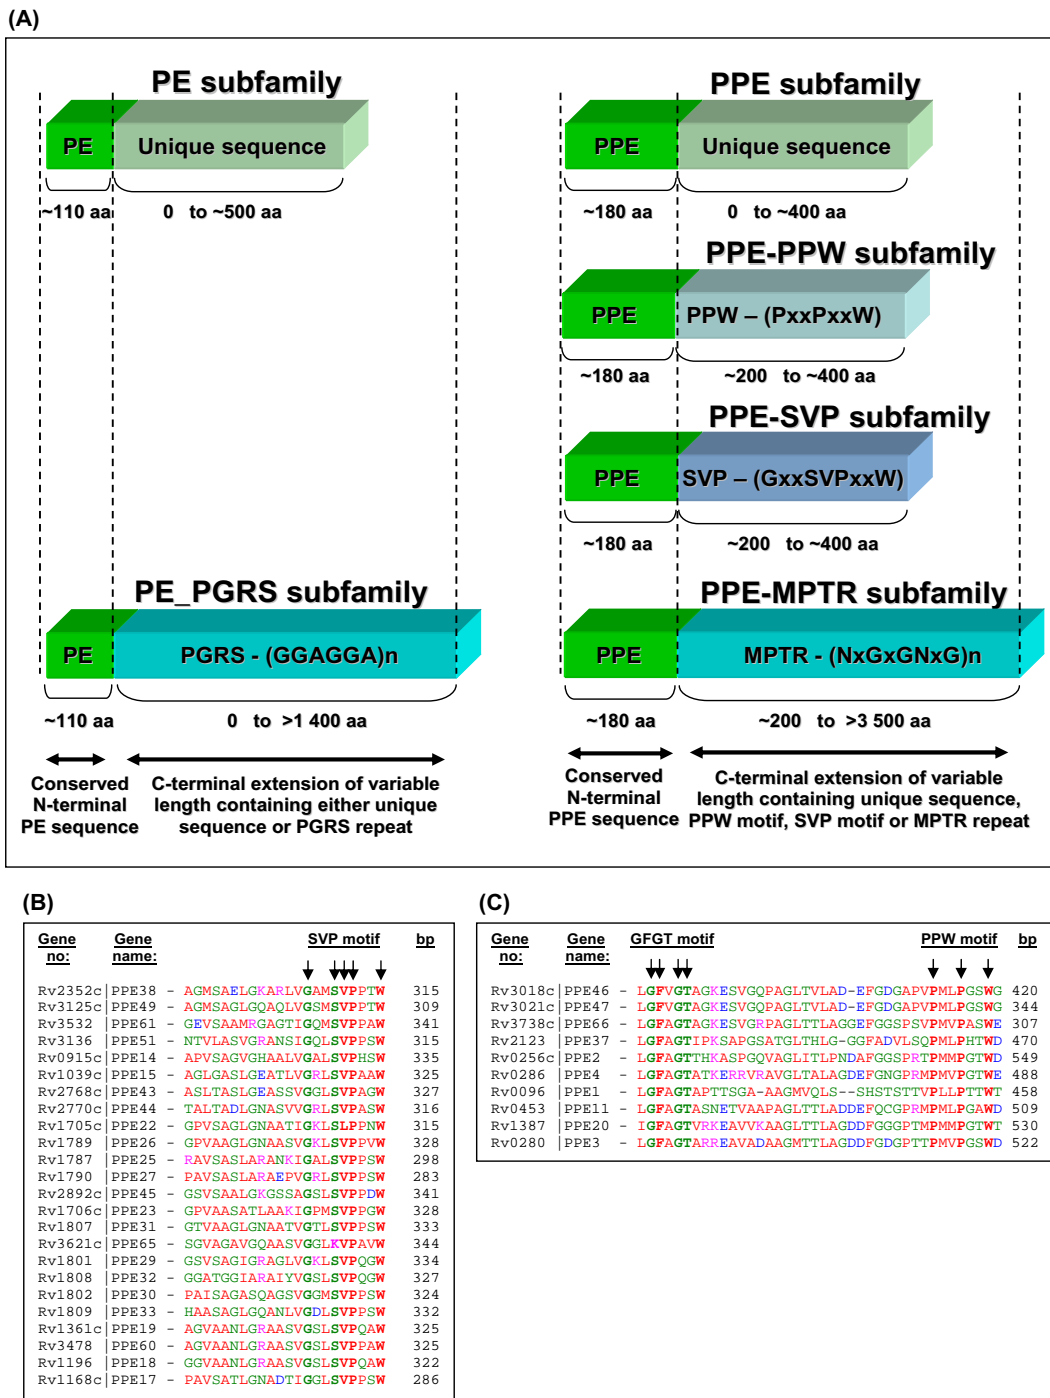 (A)
PE subfamily
PPE subfamily
PE
Unique sequence
PPE
Unique sequence
~110 aa
0 to ~500 aa
~180 aa
0 to ~400 aa
PPE-PPW subfamily
PPE
PPW – (PxxPxxW)
~180 aa
~200 to ~400 aa
PPE-SVP subfamily
PPE
SVP – (GxxSVPxxW)
~180 aa
~200 to ~400 aa
PE_PGRS subfamily
PPE-MPTR subfamily
PE
PGRS - (GGAGGA)n
PPE
MPTR - (NxGxGNxG)n
~110 aa
0 to >1 400 aa
~180 aa
~200 to >3 500 aa
Conserved
N-terminal
PE sequence
C-terminal extension of variable
length containing either unique
sequence or PGRS repeat
Conserved
N-terminal
PPE sequence
C-terminal extension of variable
length containing unique sequence,
PPW motif, SVP motif or MPTR repeat
(B)
Gene no: Gene name: SVP motif bp
Rv2352c|PPE38 - AGMSAELGKARLVGAMSVPPTW 315
Rv3125c|PPE49 - AGMSAGLGQAQLVGSMSVPPTW 309
Rv3532 |PPE61 - GEVSAAMRGAGTIGQMSVPPAW 341
Rv3136 |PPE51 - NTVLASVGRANSIGQLSVPPSW 315
Rv0915c|PPE14 - APVSAGVGHAALVGALSVPHSW 335
Rv1039c|PPE15 - AGLGASLGEATLVGRLSVPAAW 325
Rv2768c|PPE43 - ASLTASLGEASSVGGLSVPAGW 327
Rv2770c|PPE44 - TALTADLGNASVVGRLSVPASW 316
Rv1705c|PPE22 - GPVSAGLGNAATIGKLSLPPNW 315
Rv1789 |PPE26 - GPVAAGLGNAASVGKLSVPPVW 328
Rv1787 |PPE25 - RAVSASLARANKIGALSVPPSW 298
Rv1790 |PPE27 - PAVSASLARAEPVGRLSVPPSW 283
Rv2892c|PPE45 - GSVSAALGKGSSAGSLSVPPDW 341
Rv1706c|PPE23 - GPVAASATLAAKIGPMSVPPGW 328
Rv1807 |PPE31 - GTVAAGLGNAATVGTLSVPPSW 333
Rv3621c|PPE65 - SGVAGAVGQAASVGGLKVPAVW 344
Rv1801 |PPE29 - GSVSAGIGRAGLVGKLSVPQGW 334
Rv1808 |PPE32 - GGATGGIARAIYVGSLSVPQGW 327
Rv1802 |PPE30 - PAISAGASQAGSVGGMSVPPSW 324
Rv1809 |PPE33 - HAASAGLGQANLVGDLSVPPSW 332
Rv1361c|PPE19 - AGVAANLGRAASVGSLSVPQAW 325
Rv3478 |PPE60 - AGVAANLGRAASVGSLSVPPAW 325
Rv1196 |PPE18 - GGVAANLGRAASVGSLSVPQAW 322
Rv1168c|PPE17 - PAVSATLGNADTIGGLSVPPSW 286
(C)
Gene no: Gene name: GFGT motif PPW motif bp
Rv3018c|PPE46 - LGFVGTAGKESVGQPAGLTVLAD-EFGDGAPVPMLPGSWG 420
Rv3021c|PPE47 - LGFVGTAGKESVGQPAGLTVLAD-EFGDGAPVPMLPGSWG 344
Rv3738c|PPE66 - LGFAGTAGKESVGRPAGLTTLAGGEFGGSPSVPMVPASWE 307
Rv2123 |PPE37 - LGFAGTIPKSAPGSATGLTHLG-GGFADVLSQPMLPHTWD 470
Rv0256c|PPE2 - LGFAGTTHKASPGQVAGLITLPNDAFGGSPRTPMMPGTWD 549
Rv0286 |PPE4 - LGFAGTATKERRVRAVGLTALAGDEFGNGPRMPMVPGTWE 488
Rv0096 |PPE1 - LGFAGTAPTTSGA-AAGMVQLS--SHSTSTTVPLLPTTWT 458
Rv0453 |PPE11 - LGFAGTASNETVAAPAGLTTLADDEFQCGPRMPMLPGAWD 509
Rv1387 |PPE20 - IGFAGTVRKEAVVKAAGLTTLAGDDFGGGPTMPMMPGTWT 530
Rv0280 |PPE3 - LGFAGTARREAVADAAGMTTLAGDDFGDGPTTPMVPGSWD 522